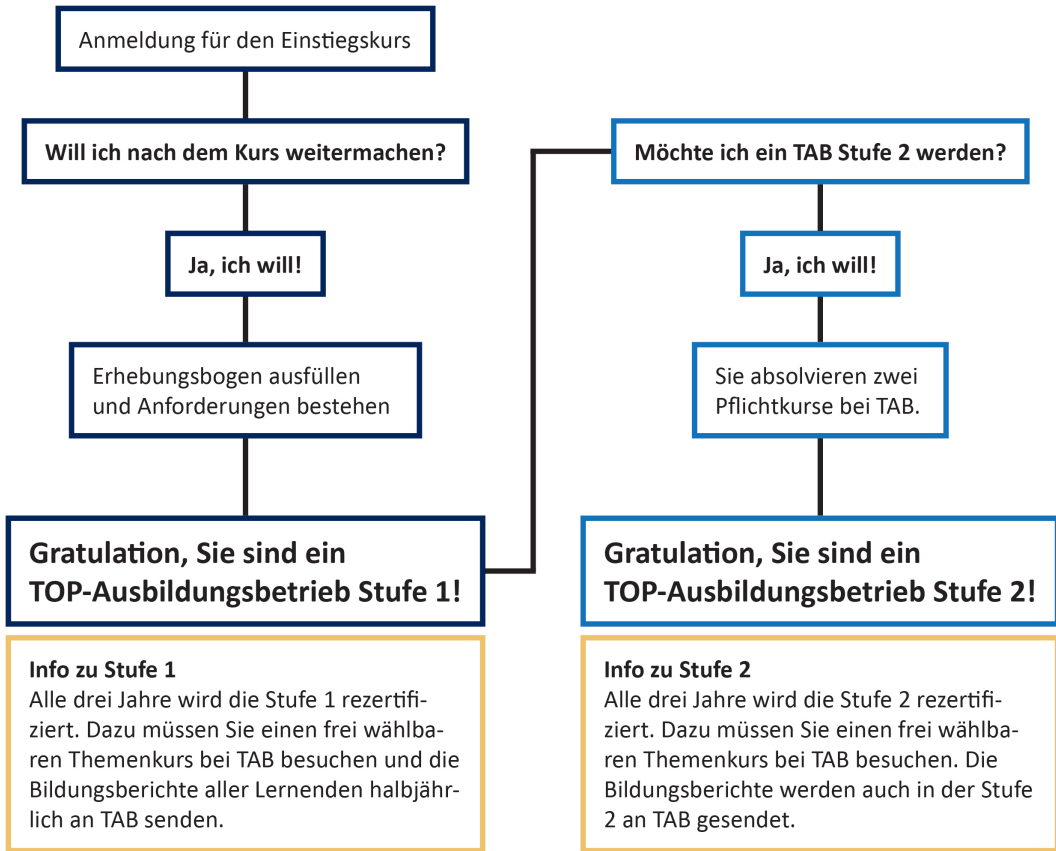 Anmeldung für den Einstiegskurs
Will ich nach dem Kurs weitermachen?
Ja, ich will!
Erhebungsbogen ausfüllen
und Anforderungen bestehen
Gratulation, Sie sind ein
TOP-Ausbildungsbetrieb Stufe 1!
Info zu Stufe 1
Alle drei Jahre wird die Stufe 1 rezertifi-
ziert. Dazu müssen Sie einen frei wählba-
ren Themenkurs bei TAB besuchen und die
Bildungsberichte aller Lernenden halbjähr-
lich an TAB senden.
Möchte ich ein TAB Stufe 2 werden?
Ja, ich will!
Sie absolvieren zwei
Pflichtkurse bei TAB.
Gratulation, Sie sind ein
TOP-Ausbildungsbetrieb Stufe 2!
Info zu Stufe 2
Alle drei Jahre wird die Stufe 2 rezertifi-
ziert. Dazu müssen Sie einen frei wählba-
ren Themenkurs bei TAB besuchen. Die
Bildungsberichte werden auch in der Stufe
2 an TAB gesendet.